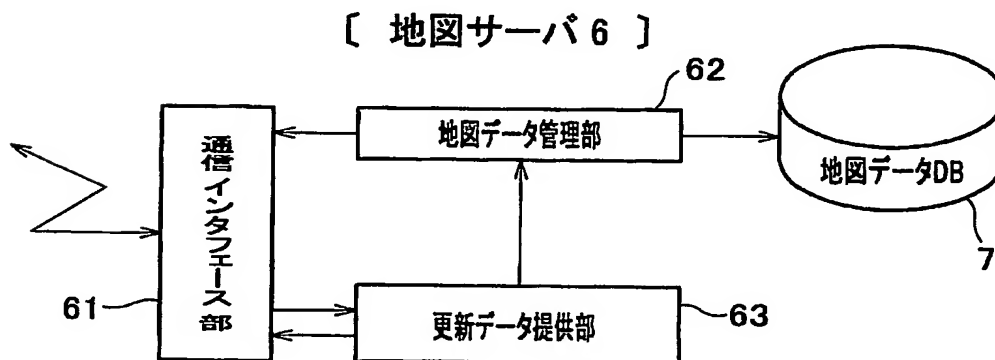 〔 地図サーバ6 〕
62
地図データ管理部
通信インタフェース部
地図データDB
7
61
更新データ提供部
63